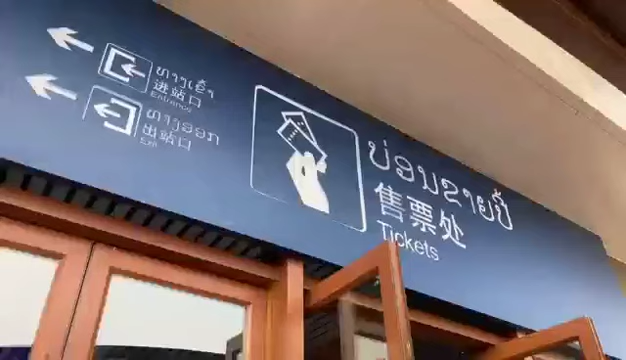 ທາງເຂົ້າ
进站口
Entrance
ທາງອອກ
出站口
Exit
ບ່ອນຂາຍປີ້
售票处
Tickets